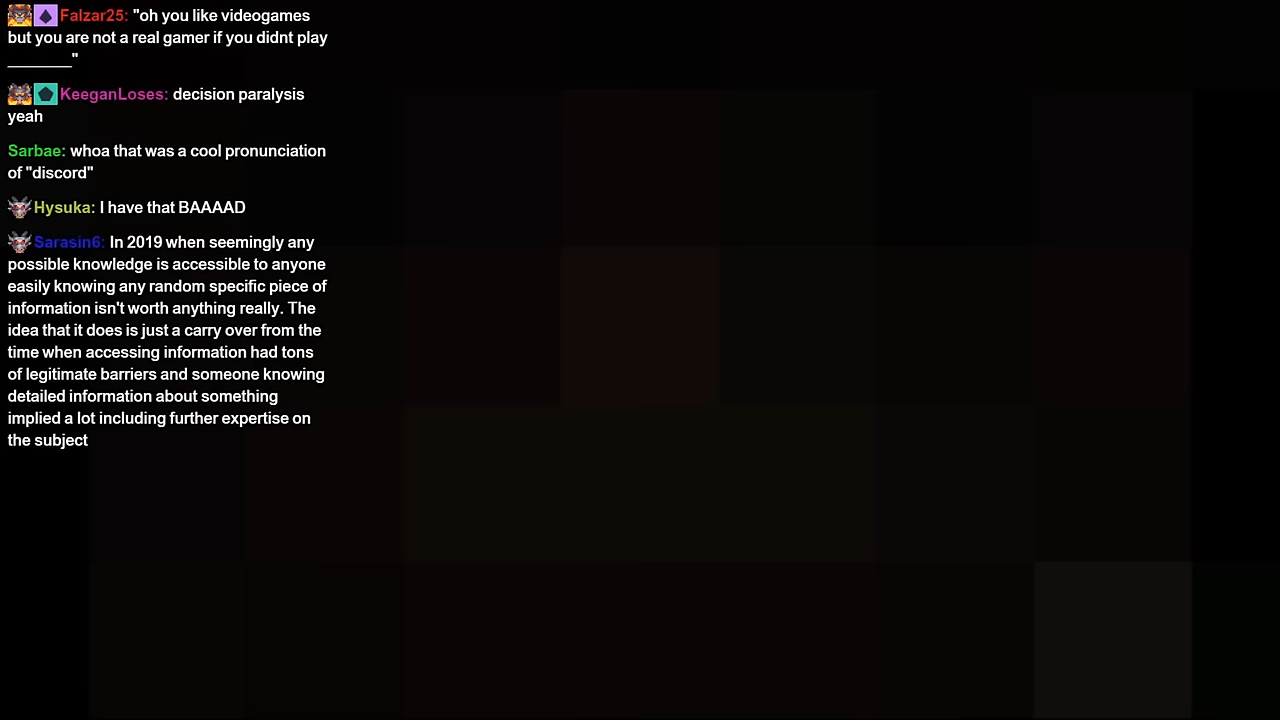 Falzar25: "oh you like videogames
but you are not a real gamer if you didnt play
________"
KeeganLoses: decision paralysis
yeah
Sarbae: whoa that was a cool pronunciation
of "discord"
Hysuka: I have that BAAAAD
Sarasin6: In 2019 when seemingly any
possible knowledge is accessible to anyone
easily knowing any random specific piece of
information isn't worth anything really. The
idea that it does is just a carry over from the
time when accessing information had tons
of legitimate barriers and someone knowing
detailed information about something
implied a lot including further expertise on
the subject